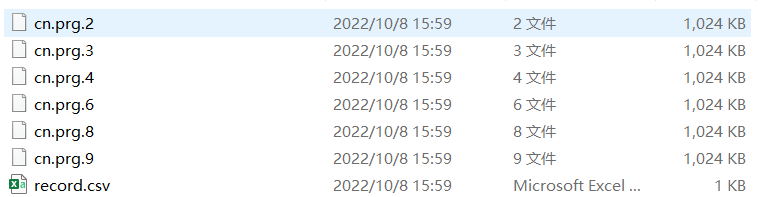 cn.prg.2 2022/10/8 15:59 2 文件 1,024 KB
cn.prg.3 2022/10/8 15:59 3 文件 1,024 KB
cn.prg.4 2022/10/8 15:59 4 文件 1,024 KB
cn.prg.6 2022/10/8 15:59 6 文件 1,024 KB
cn.prg.8 2022/10/8 15:59 8 文件 1,024 KB
cn.prg.9 2022/10/8 15:59 9 文件 1,024 KB
record.csv 2022/10/8 15:59 Microsoft Excel ... 1 KB